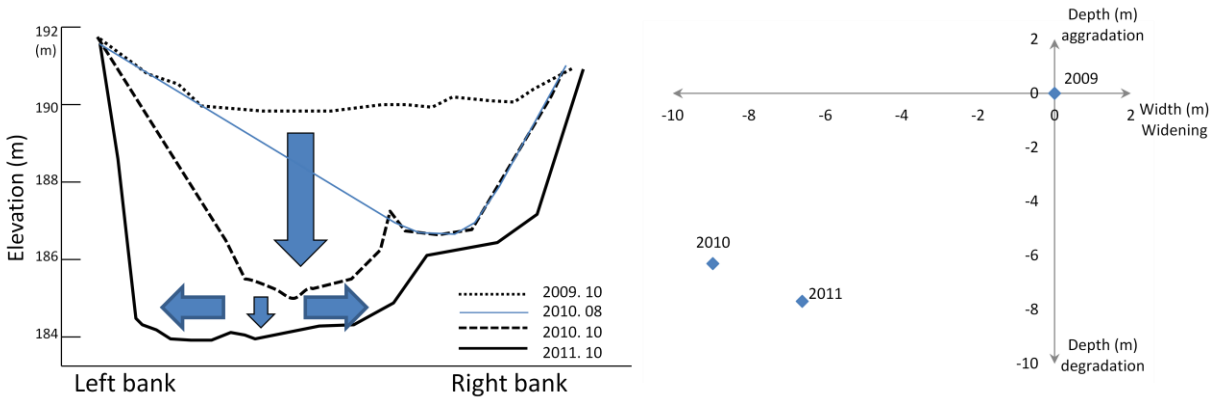 192
(m)
190
188
186
184
Elevation (m)
2009. 10
2010. 08
2010. 10
2011. 10
Left bank
Right bank
Depth (m)
aggradation
2
2009
0
-10
-8
-6
-4
-2
0
2
Width (m)
Widening
-2
-4
2010
-6
2011
-8
Depth (m)
degradation
-10